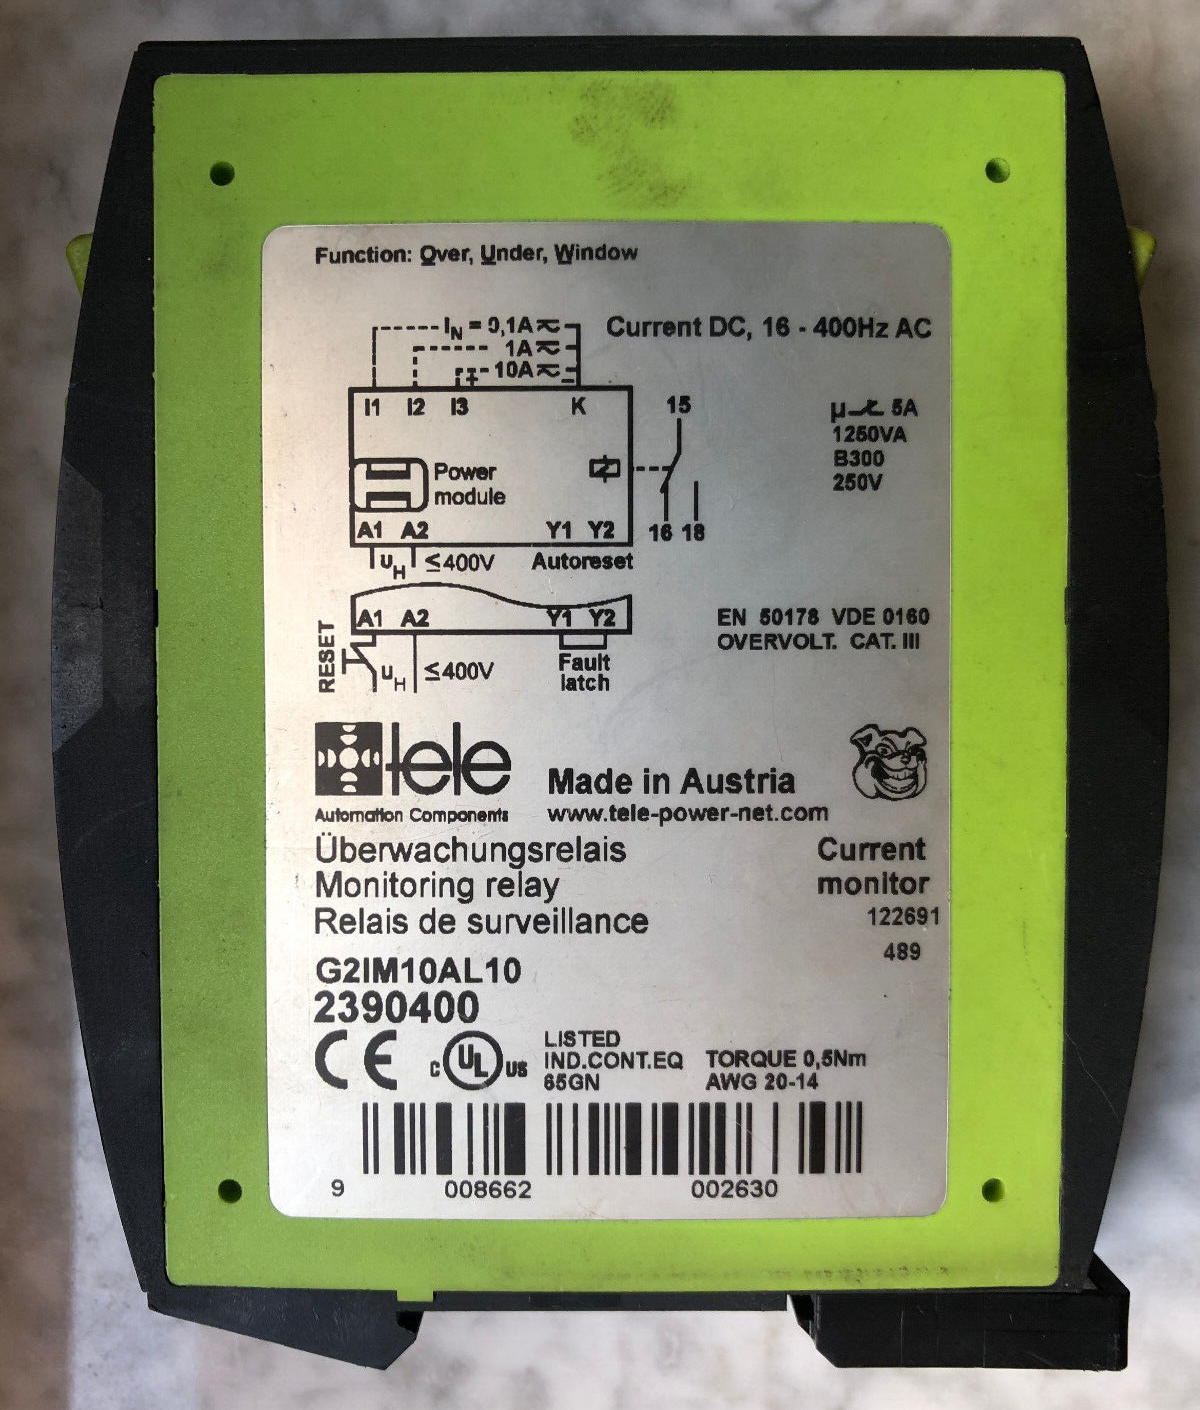 Function: Over, Under, Window
IN = 0,1A
1A
10A
+ –
Current DC, 16 - 400Hz AC
I1 I2 I3 K
15
µ 5A
1250VA
B300
250V
Power
module
A1 A2 Y1 Y2
16 18
UH ≤400V
Autoreset
A1 A2 Y1 Y2
RESET
UH ≤400V
Fault
latch
EN 50178 VDE 0160
OVERVOLT. CAT. III
tele
Automation Components
Made in Austria
www.tele-power-net.com
Überwachungsrelais
Monitoring relay
Relais de surveillance
Current
monitor
122691
489
G2IM10AL10
2390400
CE
C UL US
LISTED
IND.CONT.EQ
65GN
TORQUE 0,5Nm
AWG 20-14
9 008662 002630